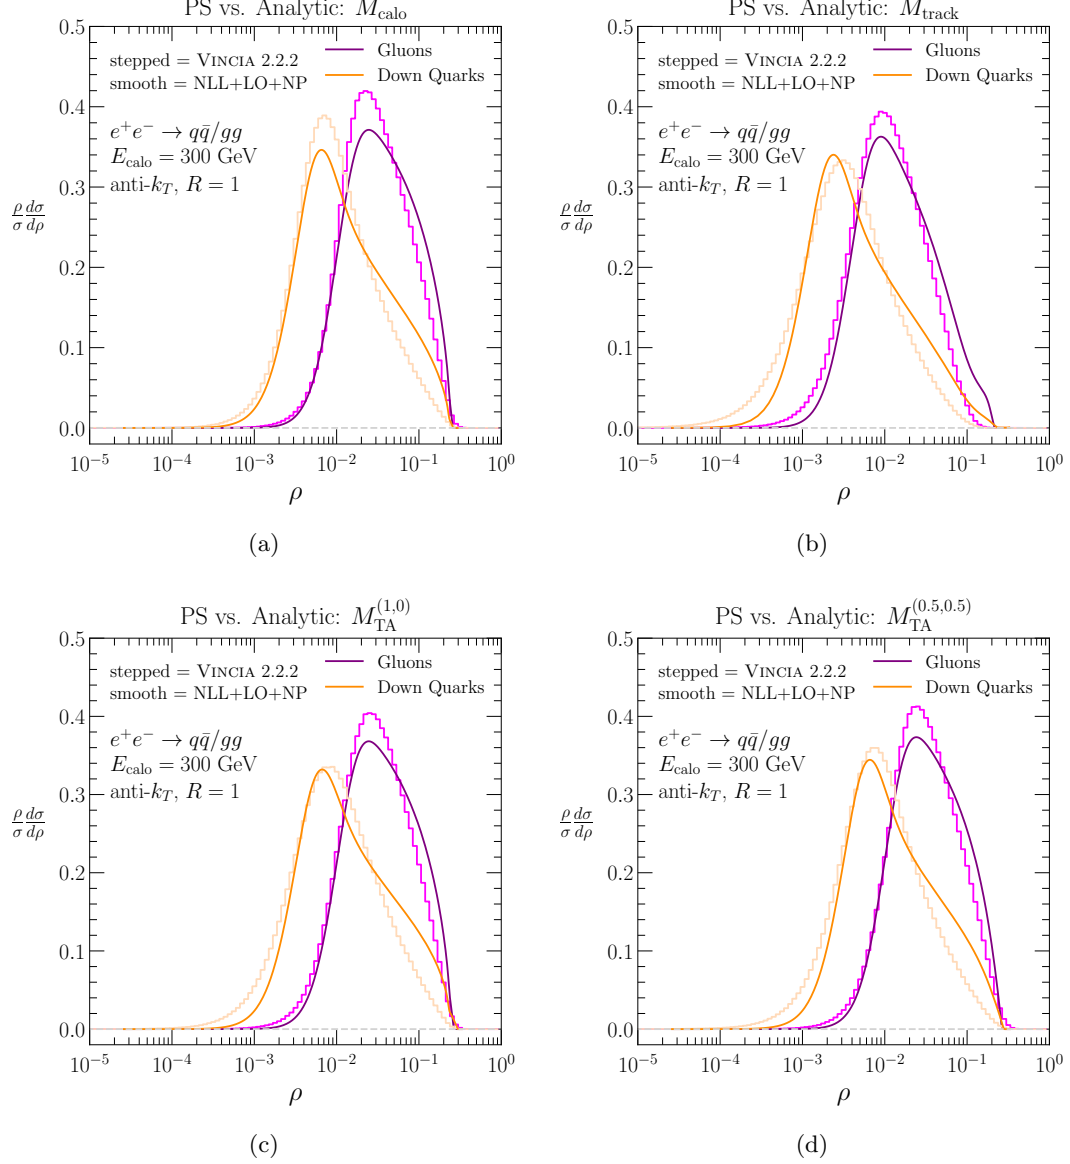 PS vs. Analytic: M_calo
0.5
0.4
0.3
0.2
0.1
0.0
stepped = VINCIA 2.2.2
smooth = NLL+LO+NP
Gluons
Down Quarks
e⁺e⁻ → qq̄/gg
E_calo = 300 GeV
anti-k_T, R = 1
ρ/σ dσ/dρ
10⁻⁵ 10⁻⁴ 10⁻³ 10⁻² 10⁻¹ 10⁰
ρ
(a)
PS vs. Analytic: M_track
0.5
0.4
0.3
0.2
0.1
0.0
stepped = VINCIA 2.2.2
smooth = NLL+LO+NP
Gluons
Down Quarks
e⁺e⁻ → qq̄/gg
E_calo = 300 GeV
anti-k_T, R = 1
ρ/σ dσ/dρ
10⁻⁵ 10⁻⁴ 10⁻³ 10⁻² 10⁻¹ 10⁰
ρ
(b)
PS vs. Analytic: M_TA^(1,0)
0.5
0.4
0.3
0.2
0.1
0.0
stepped = VINCIA 2.2.2
smooth = NLL+LO+NP
Gluons
Down Quarks
e⁺e⁻ → qq̄/gg
E_calo = 300 GeV
anti-k_T, R = 1
ρ/σ dσ/dρ
10⁻⁵ 10⁻⁴ 10⁻³ 10⁻² 10⁻¹ 10⁰
ρ
(c)
PS vs. Analytic: M_TA^(0.5,0.5)
0.5
0.4
0.3
0.2
0.1
0.0
stepped = VINCIA 2.2.2
smooth = NLL+LO+NP
Gluons
Down Quarks
e⁺e⁻ → qq̄/gg
E_calo = 300 GeV
anti-k_T, R = 1
ρ/σ dσ/dρ
10⁻⁵ 10⁻⁴ 10⁻³ 10⁻² 10⁻¹ 10⁰
ρ
(d)